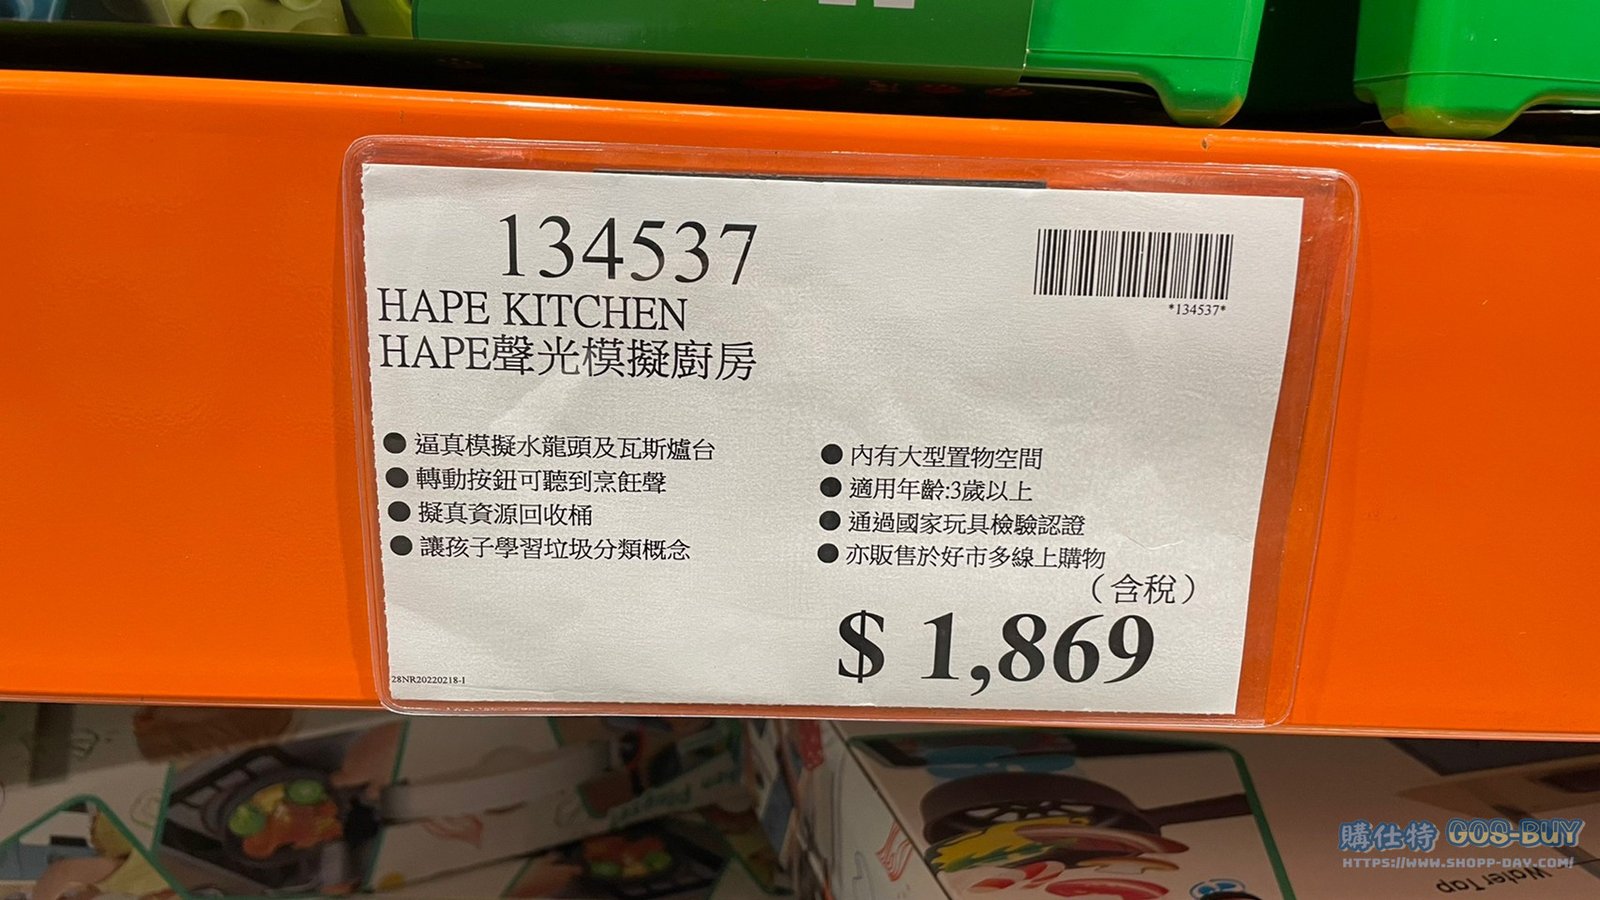 134537
*134537*
HAPE KITCHEN
HAPE聲光模擬廚房
● 逼真模擬水龍頭及瓦斯爐台
● 轉動按鈕可聽到烹飪聲
● 擬真資源回收桶
● 讓孩子學習垃圾分類概念
● 內有大型置物空間
● 適用年齡:3歲以上
● 通過國家玩具檢驗認證
● 亦販售於好市多線上購物
（含稅）
$ 1,869
28NR20220218-I
Water Tap
購仕特 GOS-BUY
HTTPS://WWW.SHOPP-DAY.COM/